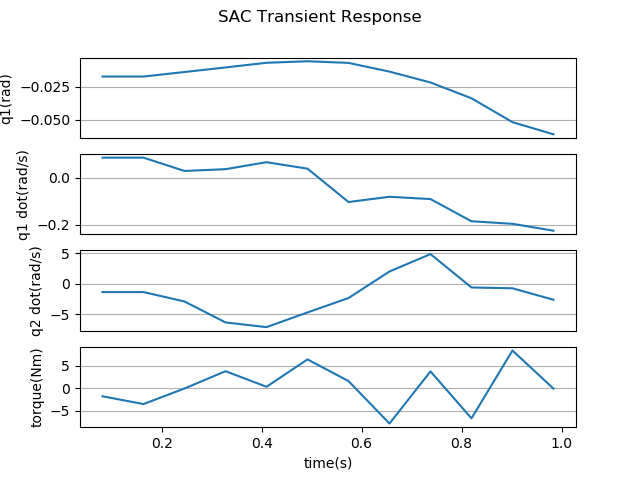 SAC Transient Response
q1(rad)
−0.025
−0.050
q1 dot(rad/s)
0.0
−0.2
q2 dot(rad/s)
5
0
−5
torque(Nm)
5
0
−5
0.2 0.4 0.6 0.8 1.0
time(s)